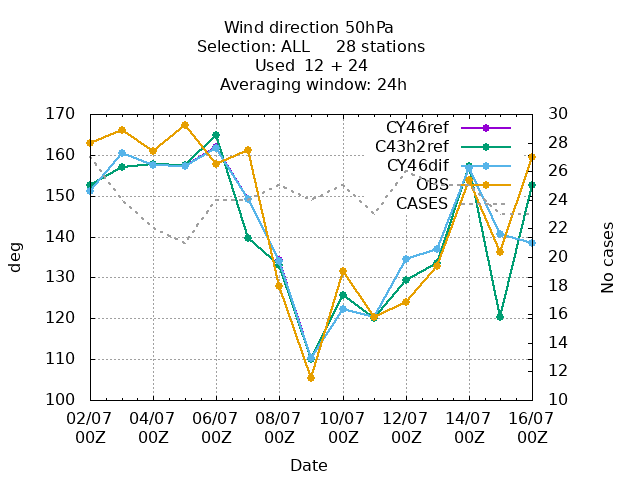 Wind direction 50hPa
Selection: ALL     28 stations
Used  12 + 24
Averaging window: 24h
170
160
150
140
130
120
110
100
deg
30
28
26
24
22
20
18
16
14
12
10
No cases
CY46ref
C43h2ref
CY46dif
OBS
CASES
02/07 04/07 06/07 08/07 10/07 12/07 14/07 16/07
00Z 00Z 00Z 00Z 00Z 00Z 00Z 00Z
Date